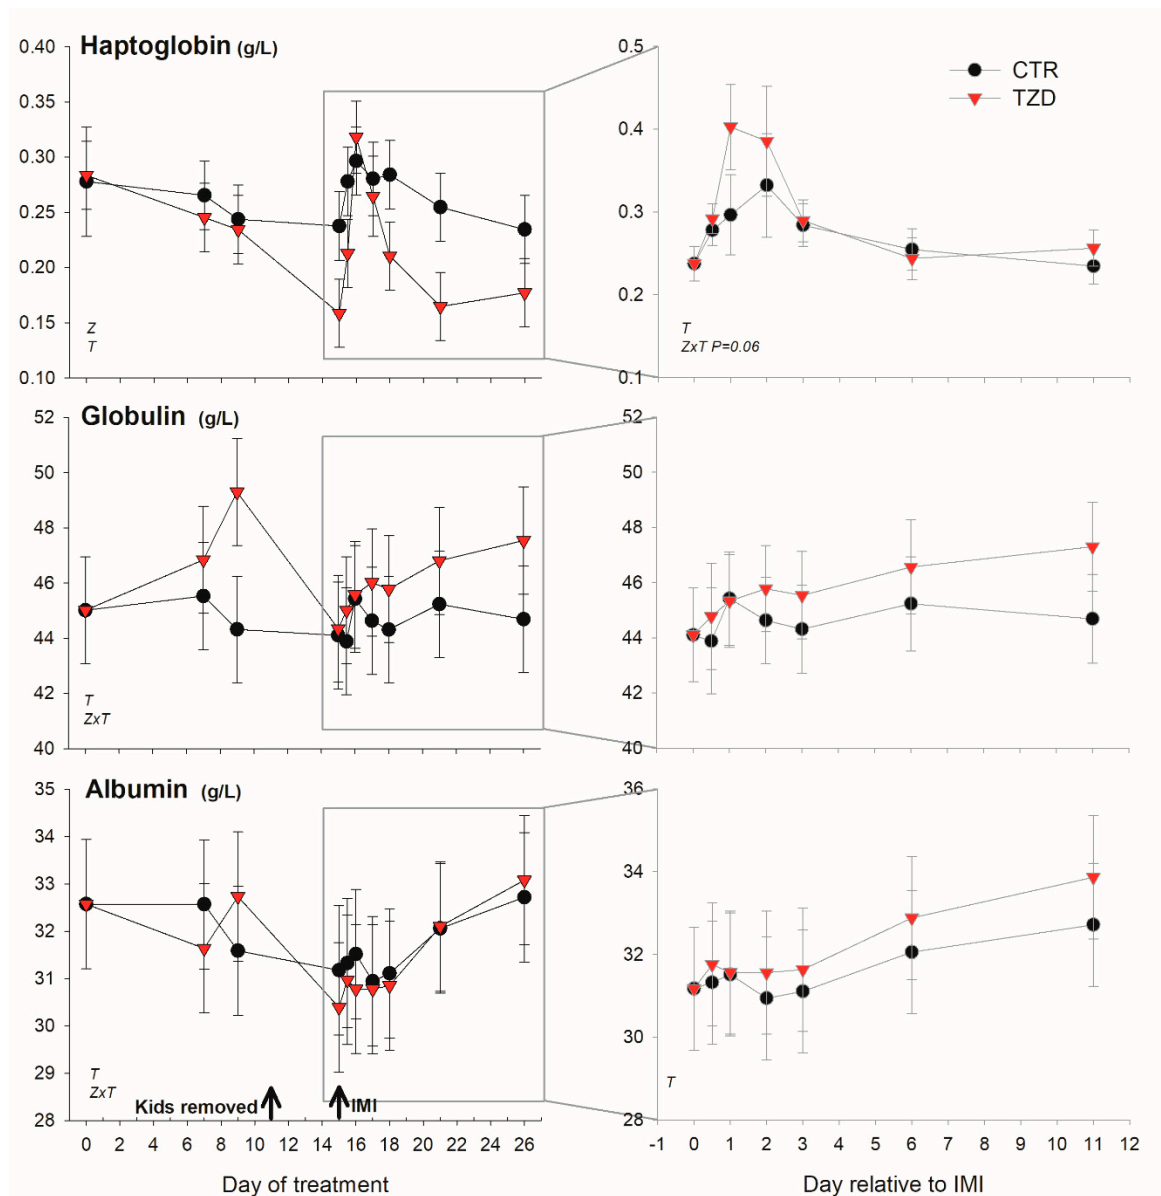 Haptoglobin (g/L)
0.40
0.35
0.30
0.25
0.20
0.15
0.10
Z
T
0.5
0.4
0.3
0.2
0.1
CTR
TZD
T
ZxT P=0.06
Globulin (g/L)
52
50
48
46
44
42
40
T
ZxT
52
50
48
46
44
42
40
Albumin (g/L)
35
34
33
32
31
30
29
28
T
ZxT
Kids removed
IMI
0 2 4 6 8 10 12 14 16 18 20 22 24 26
Day of treatment
36
34
32
30
28
T
-1 0 1 2 3 4 5 6 7 8 9 10 11 12
Day relative to IMI